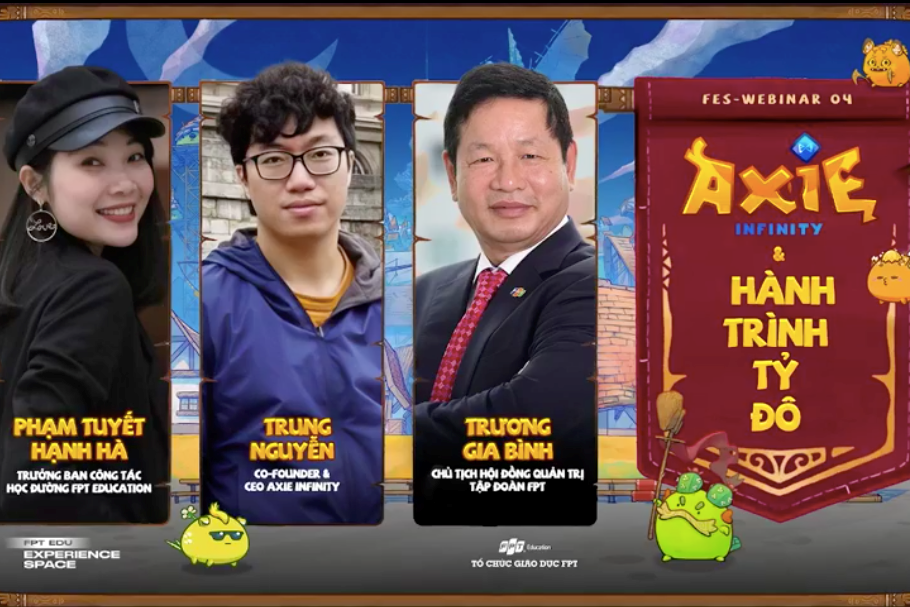 FES-WEBINAR 04
AXIE
INFINITY
&
HÀNH
TRÌNH
TỶ
ĐÔ
Love
PHẠM TUYẾT
HẠNH HÀ
TRƯỞNG BAN CÔNG TÁC
HỌC ĐƯỜNG FPT EDUCATION
TRUNG
NGUYỄN
CO-FOUNDER &
CEO AXIE INFINITY
TRƯƠNG
GIA BÌNH
CHỦ TỊCH HỘI ĐỒNG QUẢN TRỊ
TẬP ĐOÀN FPT
FPT EDU
EXPERIENCE
SPACE
FPT Education
TỔ CHỨC GIÁO DỤC FPT